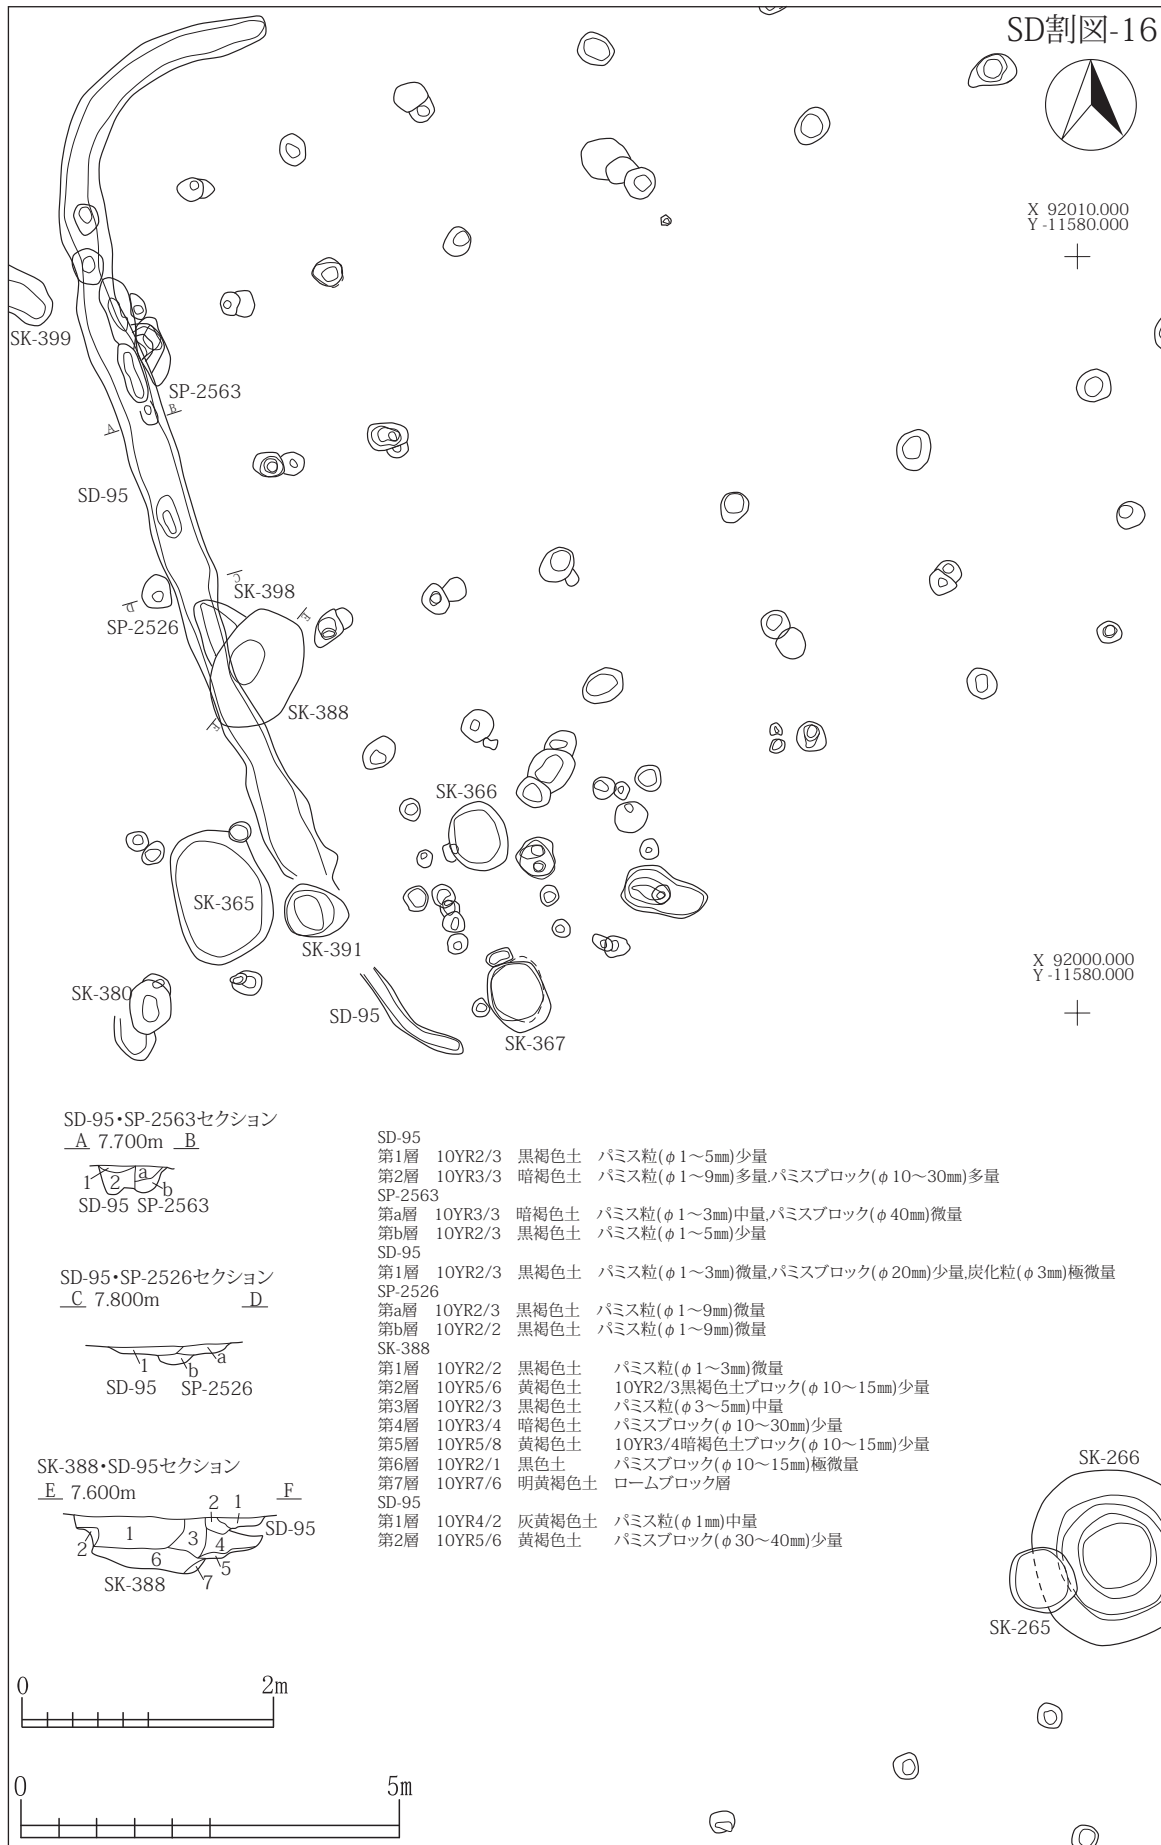 SD割図-16
X 92010.000
Y -11580.000
SK-399
SP-2563
A
B
SD-95
C
SK-398
D
E
SP-2526
SK-388
F
SK-366
SK-365
SK-391
X 92000.000
Y -11580.000
SK-380
SD-95
SK-367
SD-95・SP-2563セクション
A 7.700m B
1 2 a b
SD-95 SP-2563
SD-95・SP-2526セクション
C 7.800m D
1 b a
SD-95 SP-2526
SK-388・SD-95セクション
E 7.600m F
2 1
1 3 4 SD-95
2 6 5
SK-388 7
SD-95
第1層 10YR2/3 黒褐色土 パミス粒(φ1～5㎜)少量
第2層 10YR3/3 暗褐色土 パミス粒(φ1～9㎜)多量.パミスブロック(φ10～30㎜)多量
SP-2563
第a層 10YR3/3 暗褐色土 パミス粒(φ1～3㎜)中量,パミスブロック(φ40㎜)微量
第b層 10YR2/3 黒褐色土 パミス粒(φ1～5㎜)少量
SD-95
第1層 10YR2/3 黒褐色土 パミス粒(φ1～3㎜)微量,パミスブロック(φ20㎜)少量,炭化粒(φ3㎜)極微量
SP-2526
第a層 10YR2/3 黒褐色土 パミス粒(φ1～9㎜)微量
第b層 10YR2/2 黒褐色土 パミス粒(φ1～9㎜)微量
SK-388
第1層 10YR2/2 黒褐色土 パミス粒(φ1～3㎜)微量
第2層 10YR5/6 黄褐色土 10YR2/3黒褐色土ブロック(φ10～15㎜)少量
第3層 10YR2/3 黒褐色土 パミス粒(φ3～5㎜)中量
第4層 10YR3/4 暗褐色土 パミスブロック(φ10～30㎜)少量
第5層 10YR5/8 黄褐色土 10YR3/4暗褐色土ブロック(φ10～15㎜)少量
第6層 10YR2/1 黒色土 パミスブロック(φ10～15㎜)極微量
第7層 10YR7/6 明黄褐色土 ロームブロック層
SD-95
第1層 10YR4/2 灰黄褐色土 パミス粒(φ1㎜)中量
第2層 10YR5/6 黄褐色土 パミスブロック(φ30～40㎜)少量
SK-266
SK-265
0 2m
0 5m